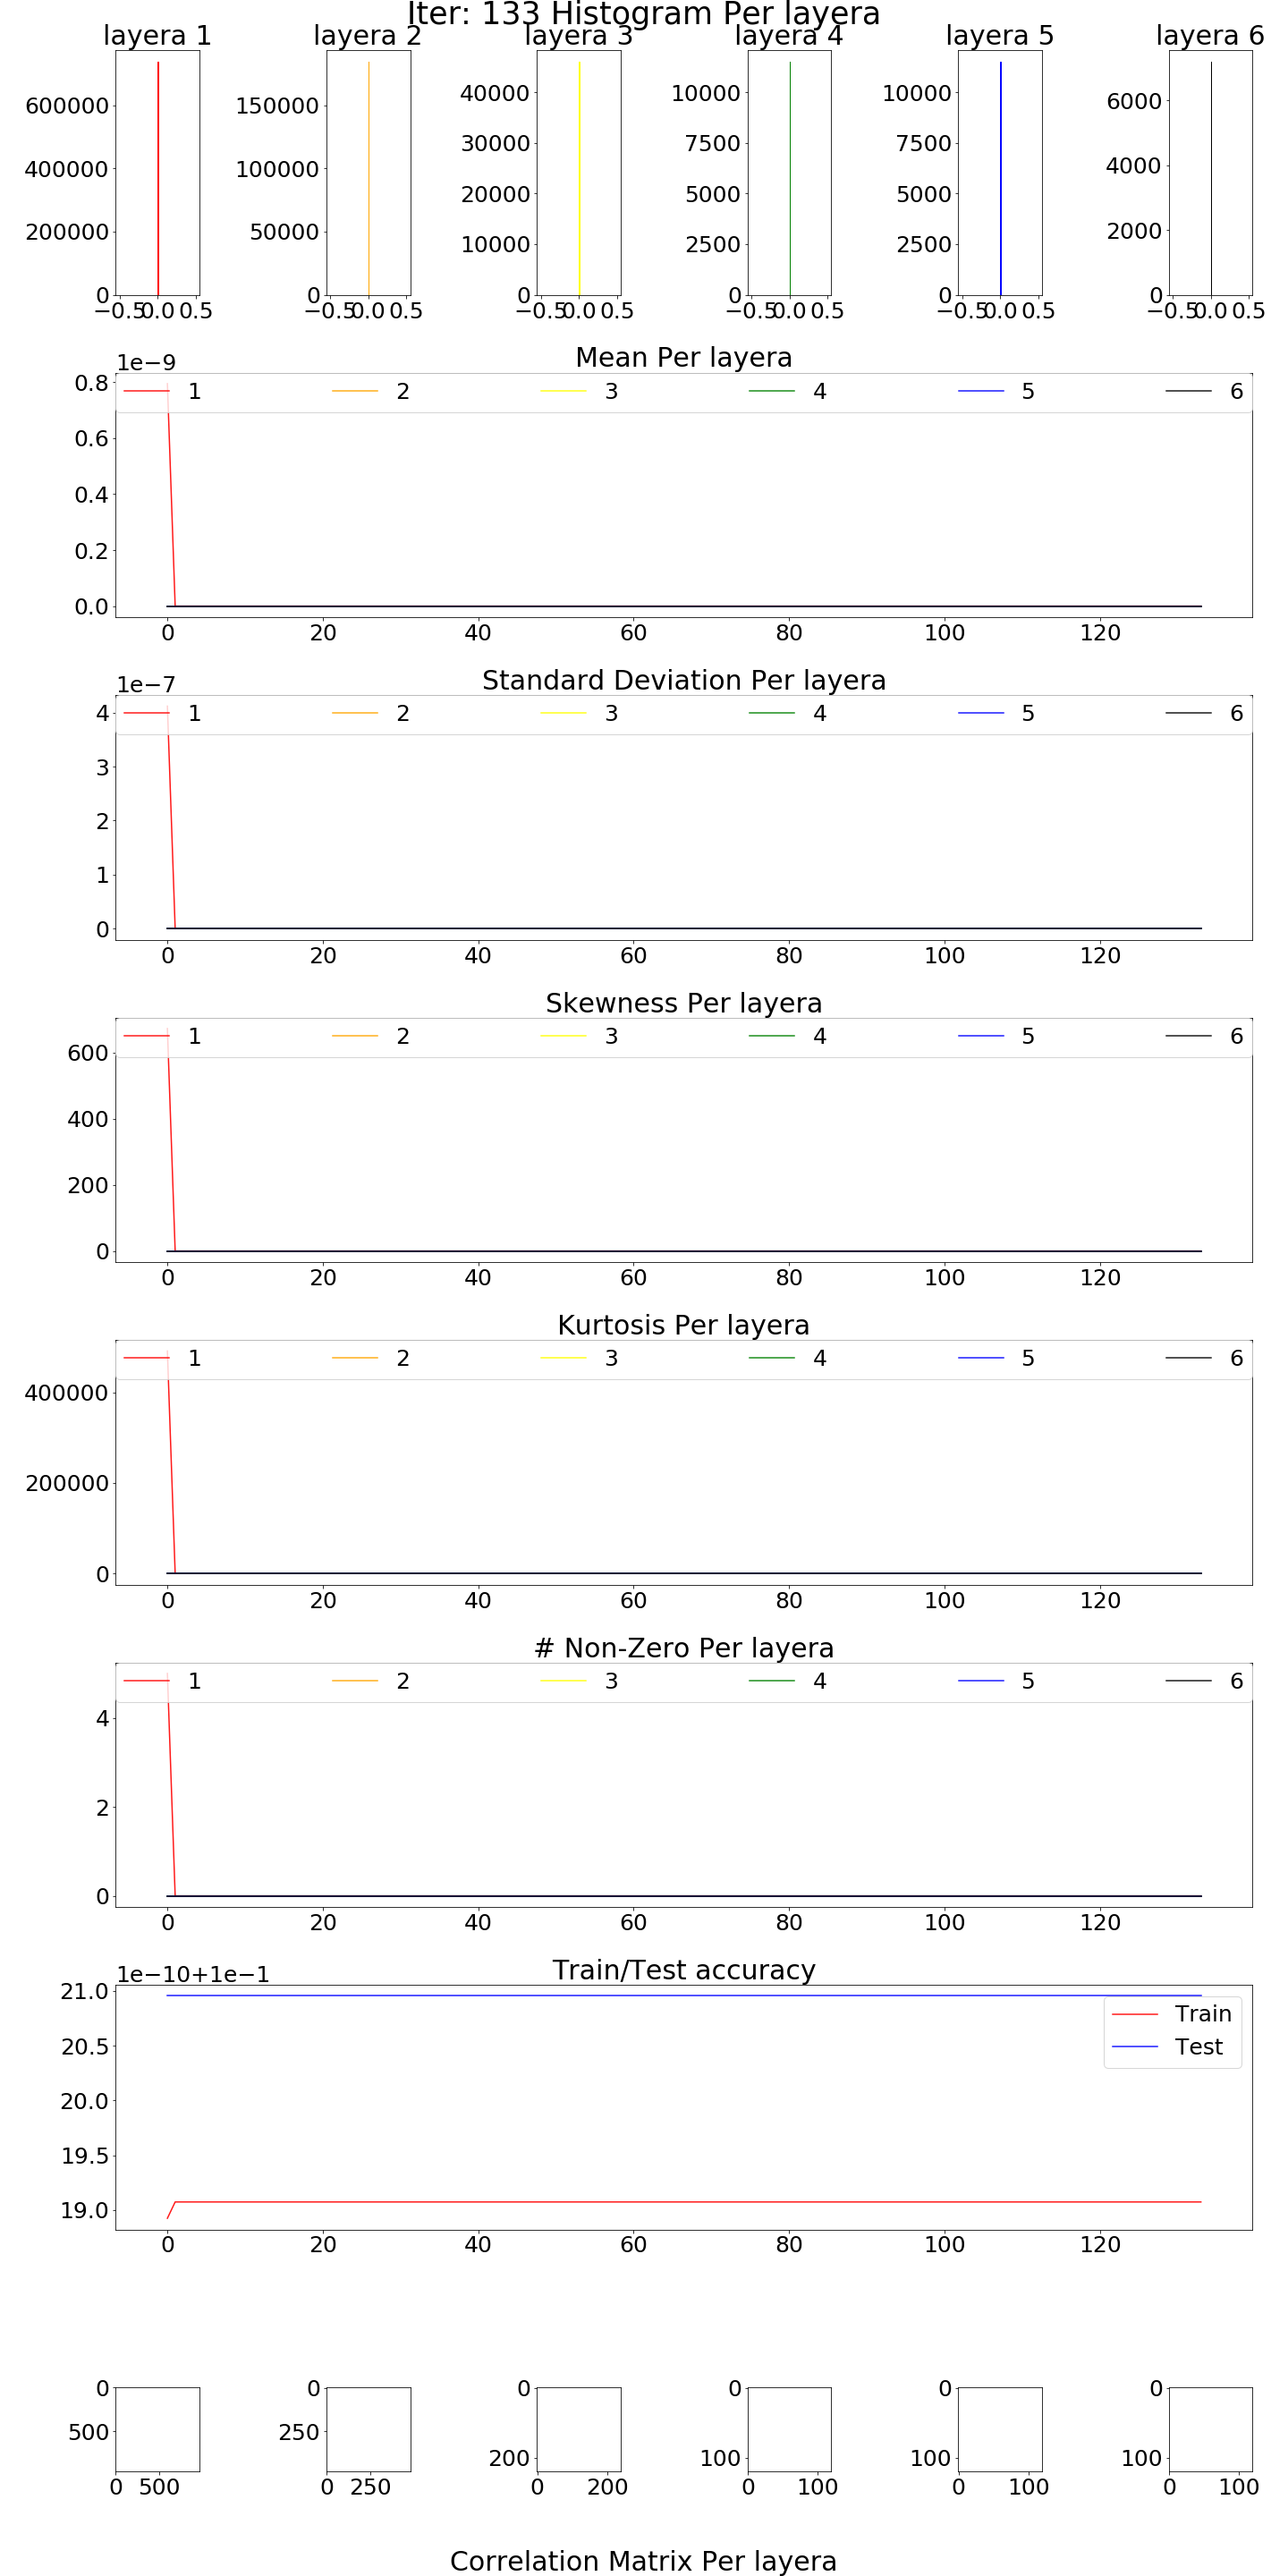 Iter: 133 Histogram Per layera
layera 1 layera 2 layera 3 layera 4 layera 5 layera 6
600000 400000 200000 0
150000 100000 50000 0
40000 30000 20000 10000 0
10000 7500 5000 2500 0
10000 7500 5000 2500 0
6000 4000 2000 0
−0.5 0.0 0.5 −0.5 0.0 0.5 −0.5 0.0 0.5 −0.5 0.0 0.5 −0.5 0.0 0.5 −0.5 0.0 0.5
Mean Per layera
1e−9
1 2 3 4 5 6
0.8
0.6
0.4
0.2
0.0
0 20 40 60 80 100 120
Standard Deviation Per layera
1e−7
1 2 3 4 5 6
4
3
2
1
0
0 20 40 60 80 100 120
Skewness Per layera
1 2 3 4 5 6
600
400
200
0
0 20 40 60 80 100 120
Kurtosis Per layera
1 2 3 4 5 6
400000
200000
0
0 20 40 60 80 100 120
# Non-Zero Per layera
1 2 3 4 5 6
4
2
0
0 20 40 60 80 100 120
Train/Test accuracy
1e−10+1e−1
21.0
20.5
20.0
19.5
19.0
Train
Test
0 20 40 60 80 100 120
0 500
0 500
0 250
0 250
0 200
0 200
0 100
0 100
0 100
0 100
0 100
0 100
Correlation Matrix Per layera